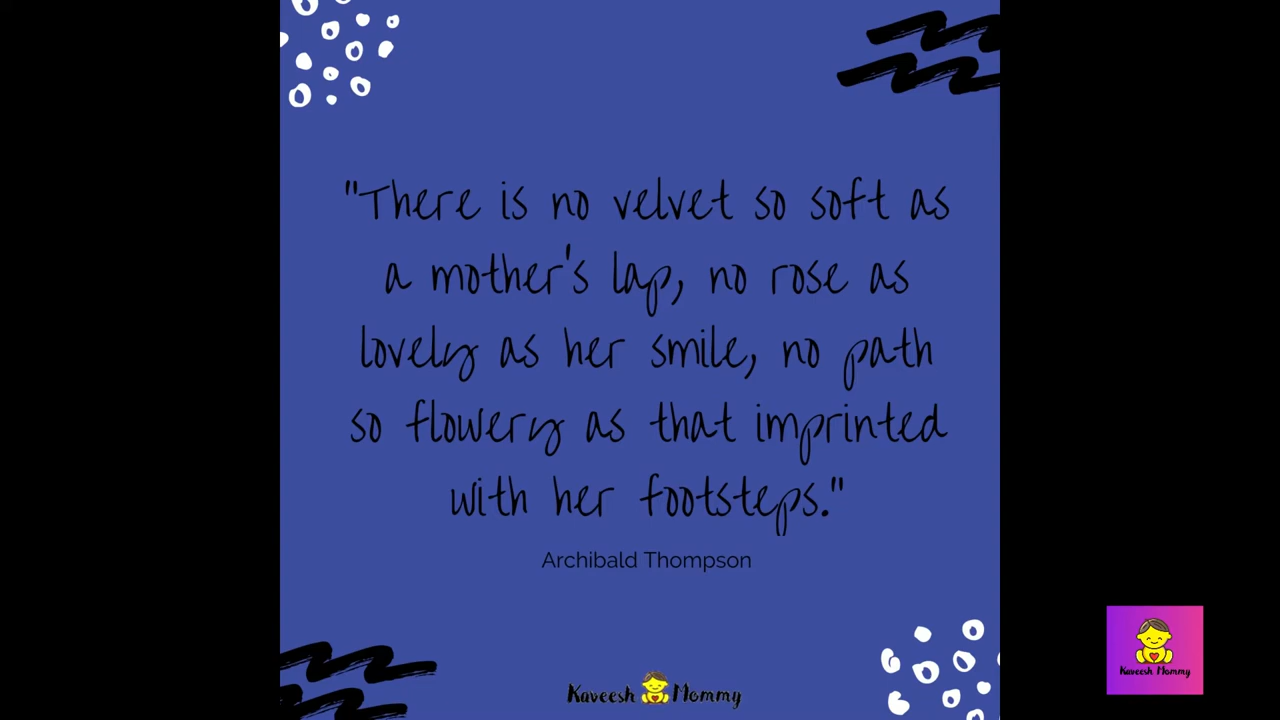 "There is no velvet so soft as
a mother's lap, no rose as
lovely as her smile, no path
so flowery as that imprinted
with her footsteps."
Archibald Thompson
Kaveesh Mommy
Kaveesh Mommy